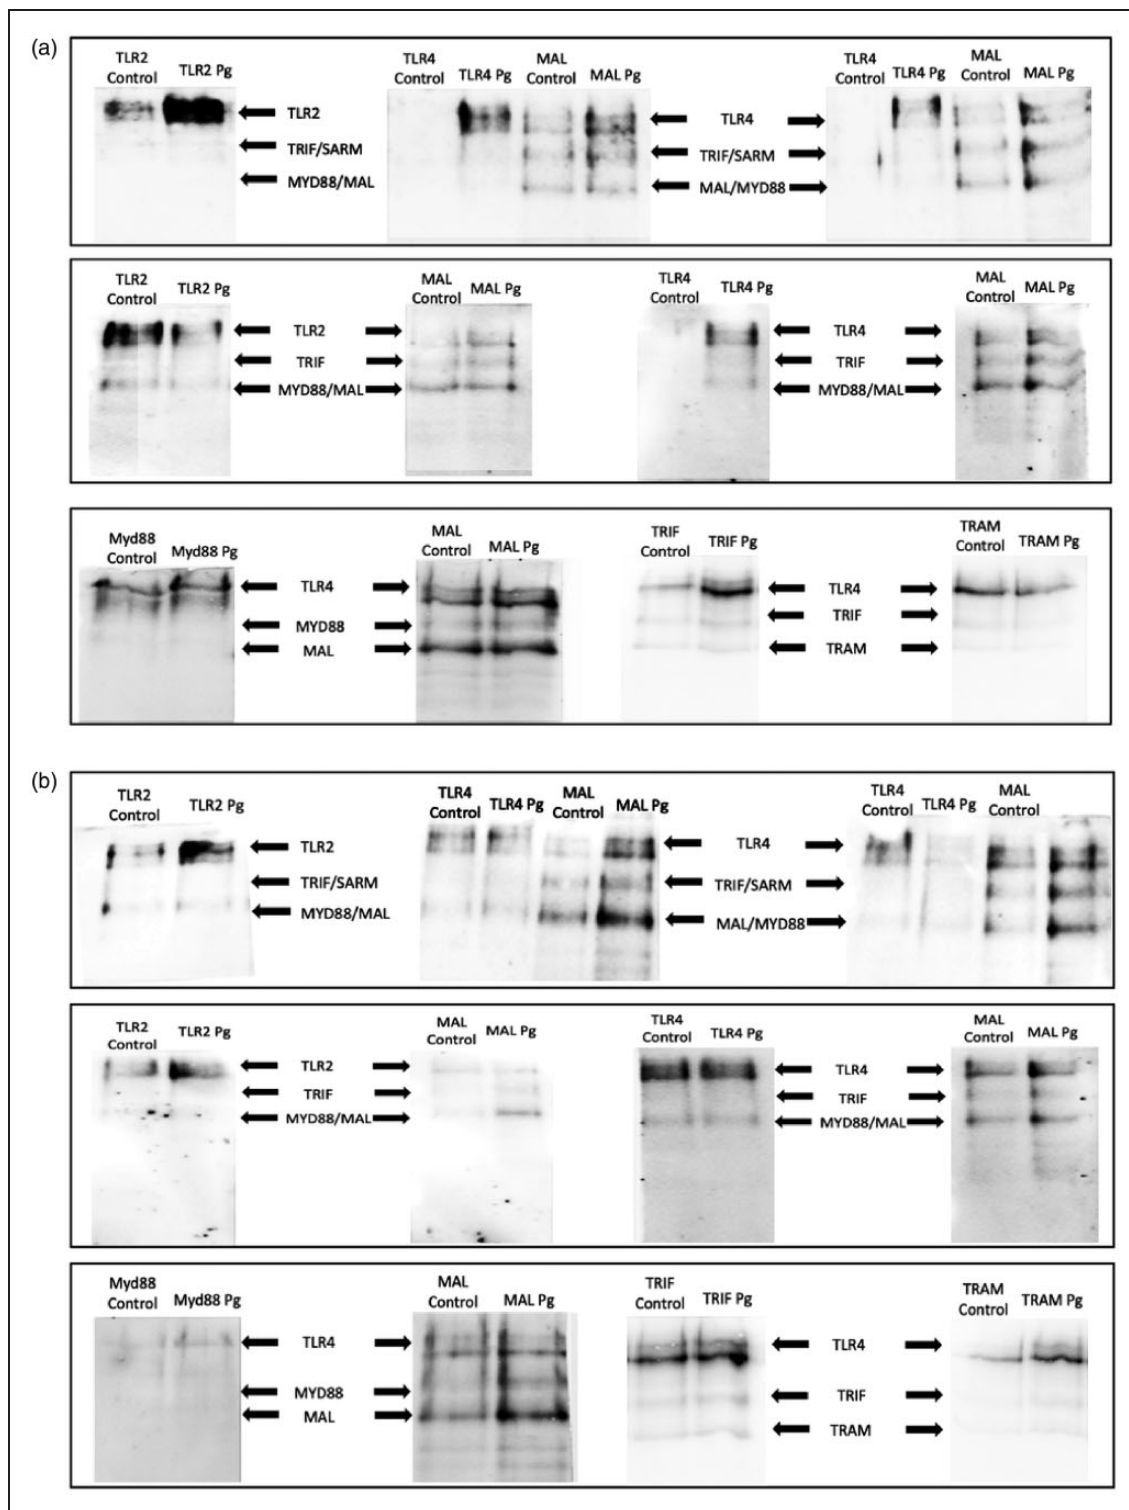 (a)
TLR2 Control
TLR2 Pg
TLR4 Control
TLR4 Pg
MAL Control
MAL Pg
TLR4 Control
TLR4 Pg
MAL Control
MAL Pg
TLR2
TRIF/SARM
MYD88/MAL
TLR4
TRIF/SARM
MAL/MYD88
TLR2 Control
TLR2 Pg
MAL Control
MAL Pg
TLR4 Control
TLR4 Pg
MAL Control
MAL Pg
TLR2
TRIF
MYD88/MAL
TLR4
TRIF
MYD88/MAL
Myd88 Control
Myd88 Pg
MAL Control
MAL Pg
TRIF Control
TRIF Pg
TRAM Control
TRAM Pg
TLR4
MYD88
MAL
TLR4
TRIF
TRAM
(b)
TLR2 Control
TLR2 Pg
TLR4 Control
TLR4 Pg
MAL Control
MAL Pg
TLR4 Control
TLR4 Pg
MAL Control
TLR2
TRIF/SARM
MYD88/MAL
TLR4
TRIF/SARM
MAL/MYD88
TLR2 Control
TLR2 Pg
MAL Control
MAL Pg
TLR4 Control
TLR4 Pg
MAL Control
MAL Pg
TLR2
TRIF
MYD88/MAL
TLR4
TRIF
MYD88/MAL
Myd88 Control
Myd88 Pg
MAL Control
MAL Pg
TRIF Control
TRIF Pg
TRAM Control
TRAM Pg
TLR4
MYD88
MAL
TLR4
TRIF
TRAM